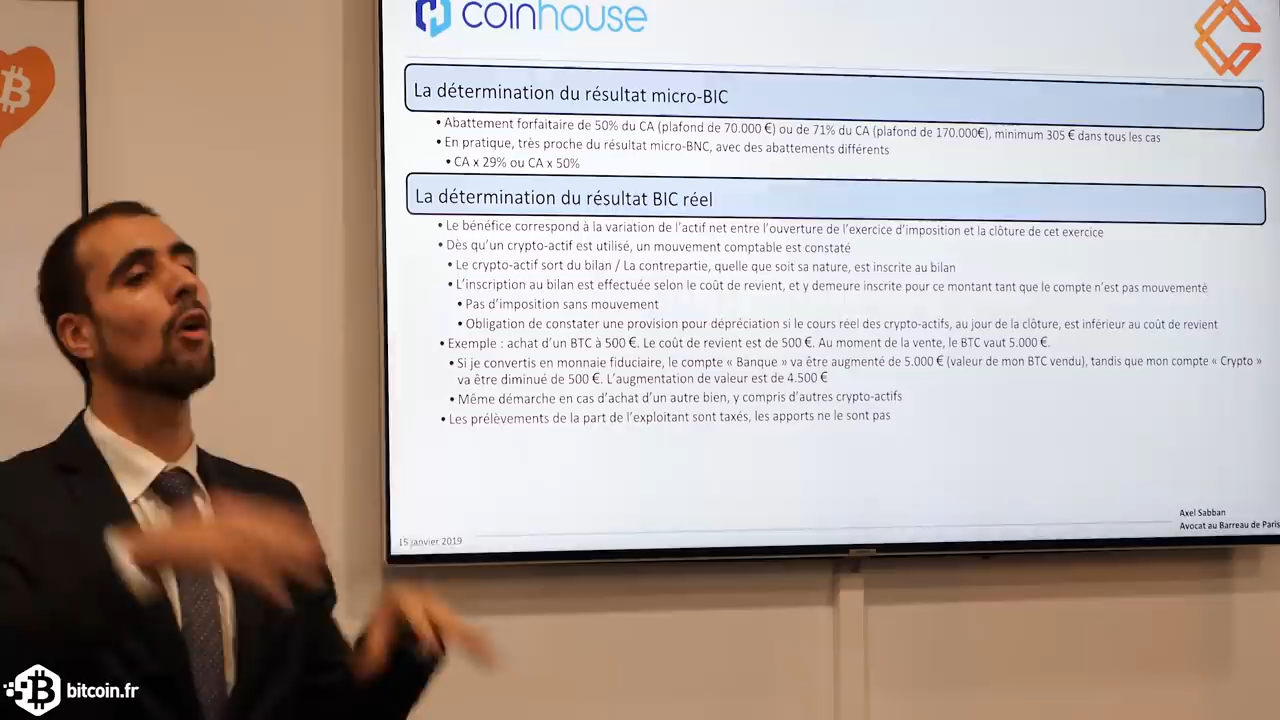 coinhouse
La détermination du résultat micro-BIC
• Abattement forfaitaire de 50% du CA (plafond de 70.000 €) ou de 71% du CA (plafond de 170.000€), minimum 305 € dans tous les cas
• En pratique, très proche du résultat micro-BNC, avec des abattements différents
• CA x 29% ou CA x 50%
La détermination du résultat BIC réel
• Le bénéfice correspond à la variation de l'actif net entre l'ouverture de l'exercice d'imposition et la clôture de cet exercice
• Dès qu'un crypto-actif est utilisé, un mouvement comptable est constaté
• Le crypto-actif sort du bilan / La contrepartie, quelle que soit sa nature, est inscrite au bilan
• L'inscription au bilan est effectuée selon le coût de revient, et y demeure inscrite pour ce montant tant que le compte n'est pas mouvementé
• Pas d'imposition sans mouvement
• Obligation de constater une provision pour dépréciation si le cours réel des crypto-actifs, au jour de la clôture, est inférieur au coût de revient
• Exemple : achat d'un BTC à 500 €. Le coût de revient est de 500 €. Au moment de la vente, le BTC vaut 5.000 €.
• Si je convertis en monnaie fiduciaire, le compte « Banque » va être augmenté de 5.000 € (valeur de mon BTC vendu), tandis que mon compte « Crypto »
va être diminué de 500 €. L'augmentation de valeur est de 4.500 €
• Même démarche en cas d'achat d'un autre bien, y compris d'autres crypto-actifs
• Les prélèvements de la part de l'exploitant sont taxés, les apports ne le sont pas
Axel Sabban
Avocat au Barreau de Paris
15 janvier 2019
bitcoin.fr